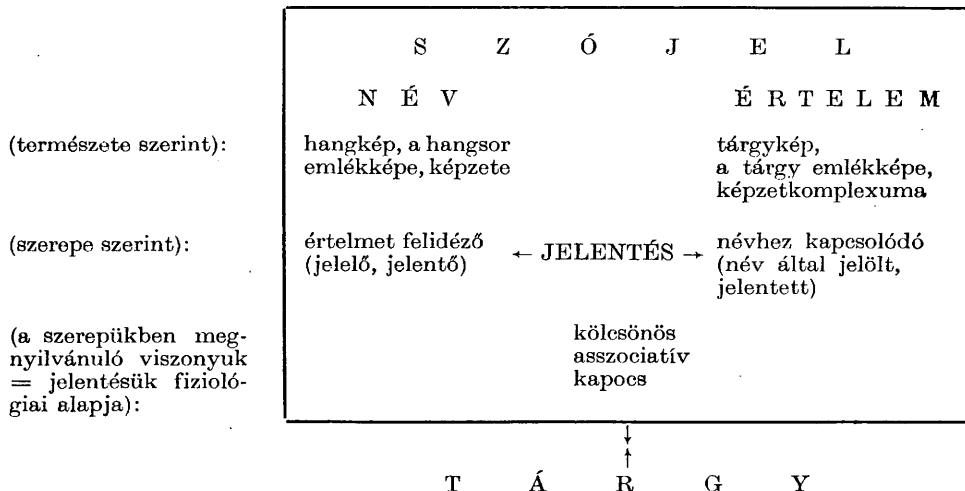 S Z Ó J E L
N É V É R T E L E M
(természete szerint): hangkép, a hangsor tárgykép,
emlékképe, képzete a tárgy emlékképe,
képzetkomplexuma
(szerepe szerint): értelmet felidéző ← JELENTÉS → névhez kapcsolódó
(jelelő, jelentő) (név által jelölt,
jelentett)
(a szerepükben meg- kölcsönös
nyilvánuló viszonyuk asszociatív
= jelentésük fizioló- kapocs
giai alapja):
↓
↑
T Á R G Y